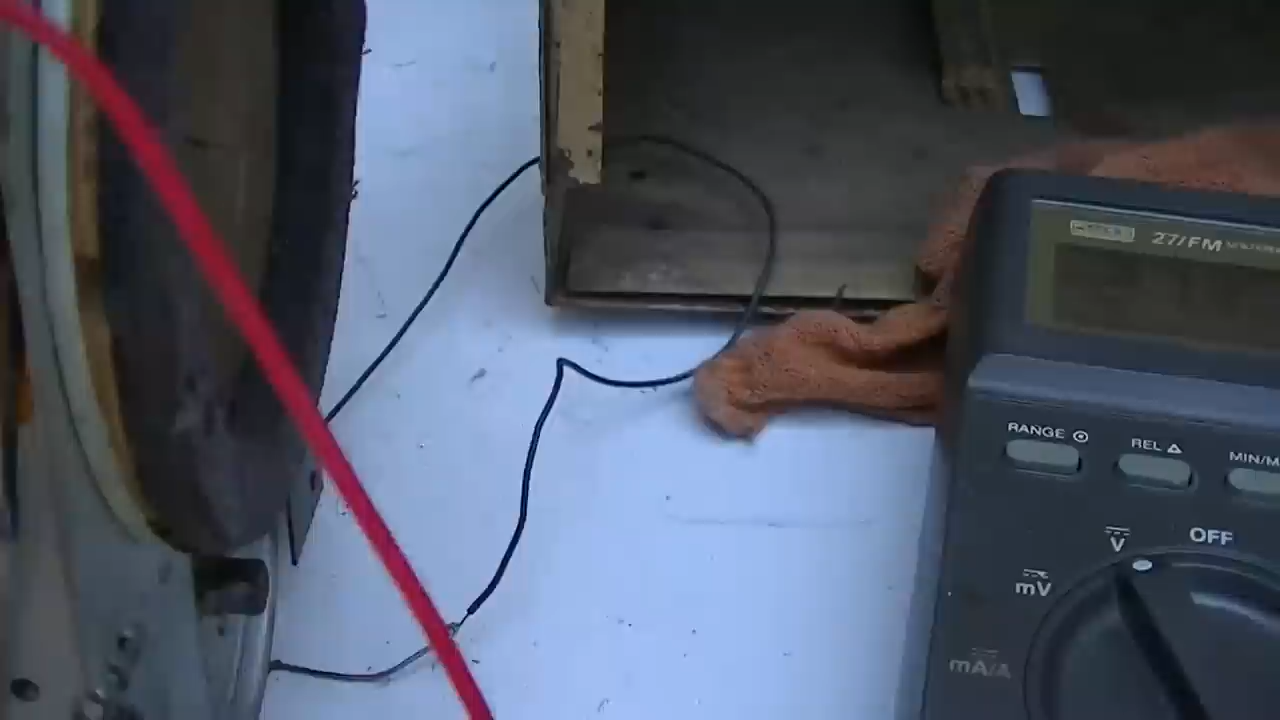 27/FM
RANGE
REL △
MIN/M
V
OFF
mV
mA/A